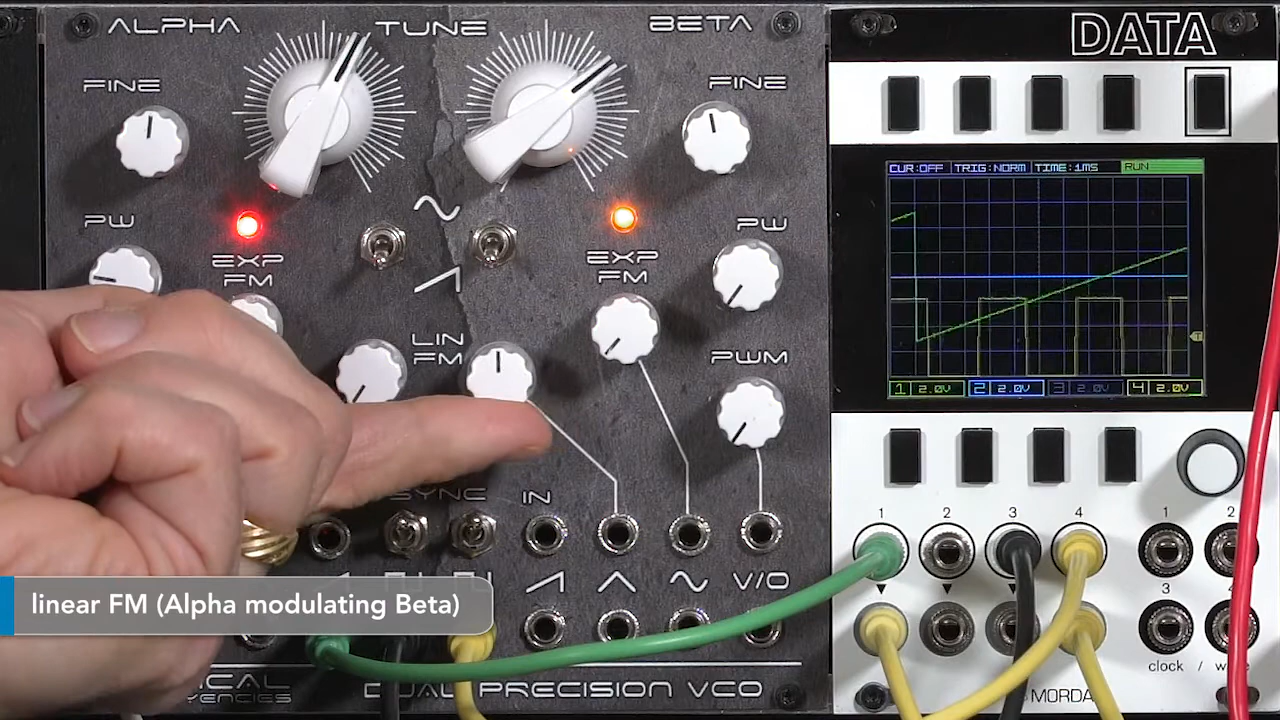 ALPHA
TUNE
BETA
DATA
FINE
FINE
CUR:OFF TRIG:NORM TIME:1MS RUN
PW
PW
EXP
FM
EXP
FM
LIN
FM
PWM
1 2.0V 2 2.0V 3 2.0V 4 2.0V
SYNC
IN
1 2 3 4
1 2
V/O
3
linear FM (Alpha modulating Beta)
clock /
DUAL PRECISION VCO
MORDA